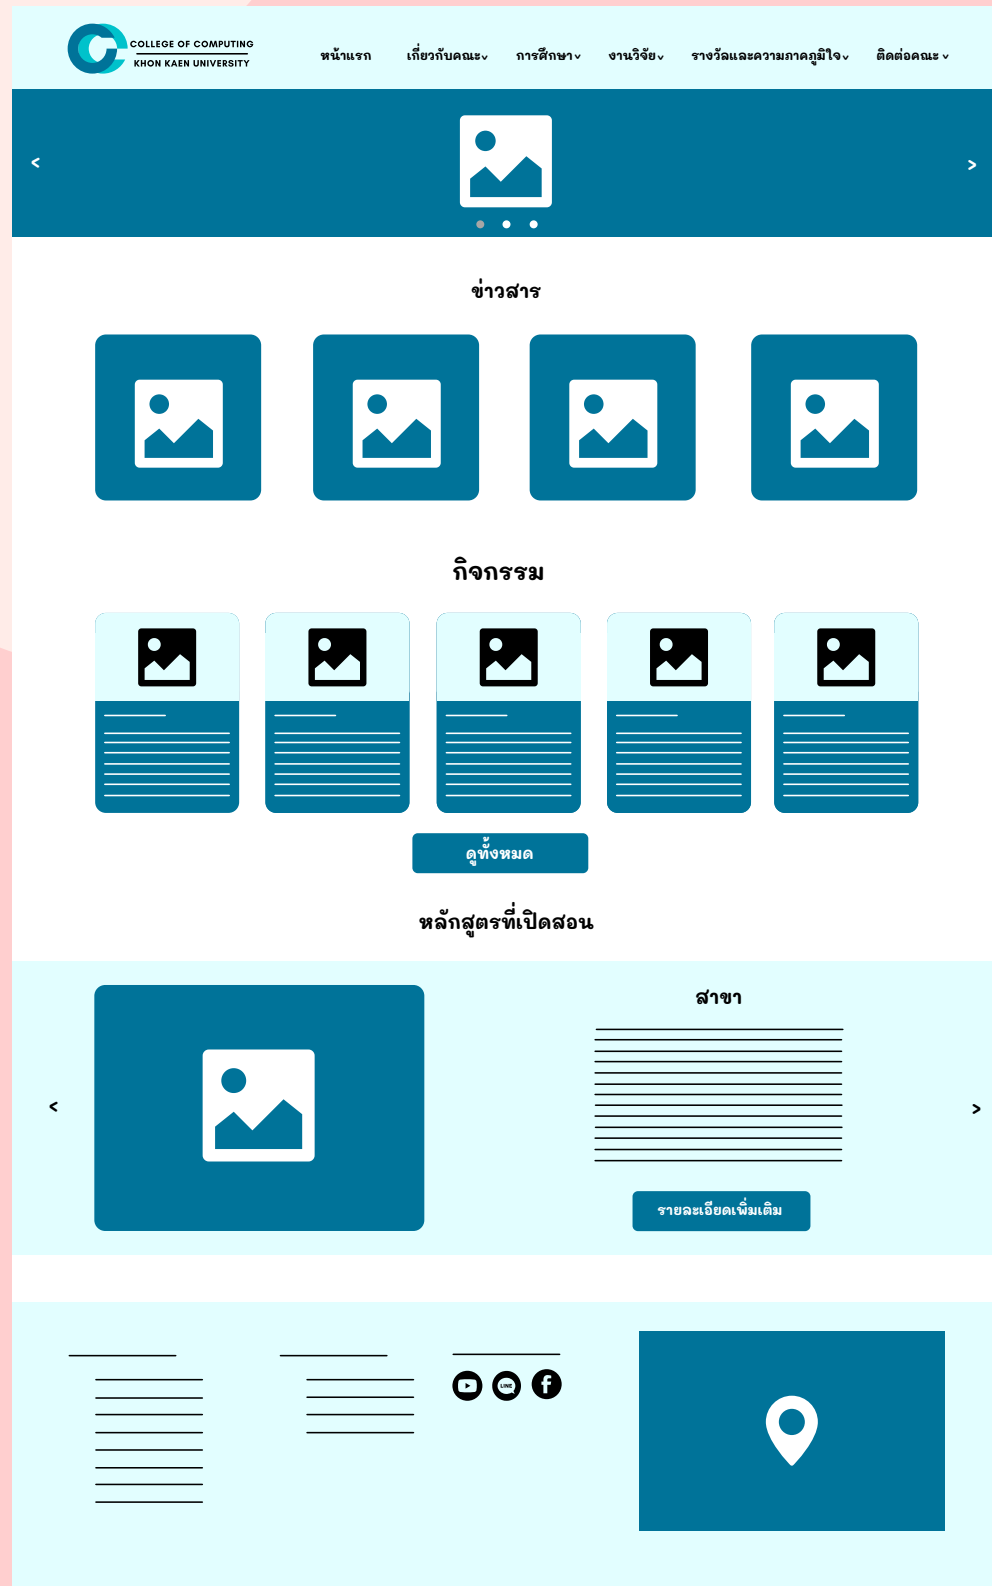 COLLEGE OF COMPUTING
KHON KAEN UNIVERSITY
หน้าแรก เกี่ยวกับคณะ การศึกษา งานวิจัย รางวัลและความภาคภูมิใจ ติดต่อคณะ
ข่าวสาร
กิจกรรม
ดูทั้งหมด
หลักสูตรที่เปิดสอน
สาขา
รายละเอียดเพิ่มเติม
LINE